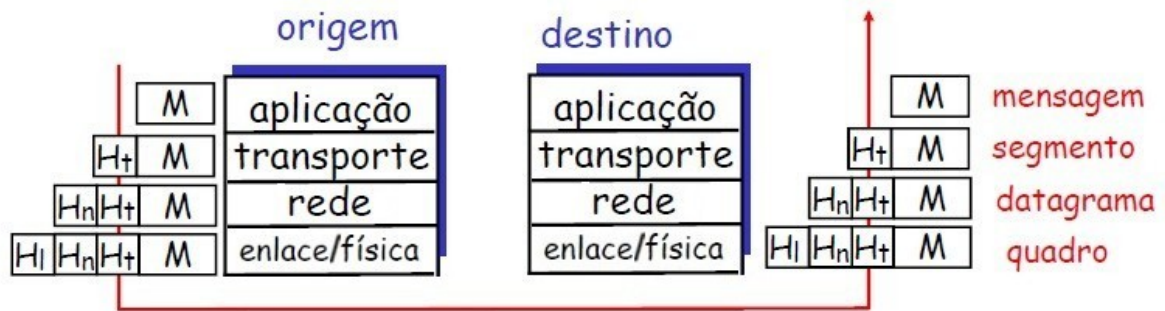 origem destino
M aplicação aplicação M mensagem
Ht M transporte transporte Ht M segmento
Hn Ht M rede rede Hn Ht M datagrama
Hl Hn Ht M enlace/física enlace/física Hl Hn Ht M quadro